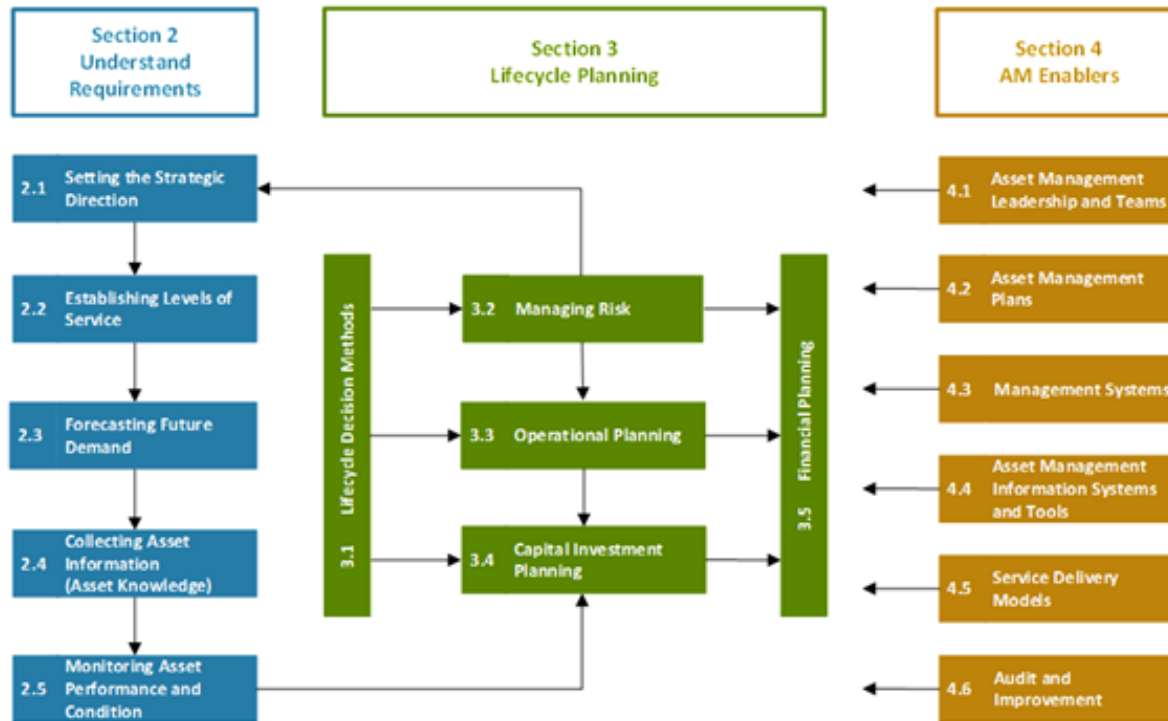 Section 2
Understand
Requirements
Section 3
Lifecycle Planning
Section 4
AM Enablers
2.1 Setting the Strategic
Direction
2.2 Establishing Levels of
Service
2.3 Forecasting Future
Demand
2.4 Collecting Asset
Information
(Asset Knowledge)
2.5 Monitoring Asset
Performance and
Condition
3.1 Lifecycle Decision Methods
3.2 Managing Risk
3.3 Operational Planning
3.4 Capital Investment
Planning
3.5 Financial Planning
4.1 Asset Management
Leadership and Teams
4.2 Asset Management
Plans
4.3 Management Systems
4.4 Asset Management
Information Systems
and Tools
4.5 Service Delivery
Models
4.6 Audit and
Improvement